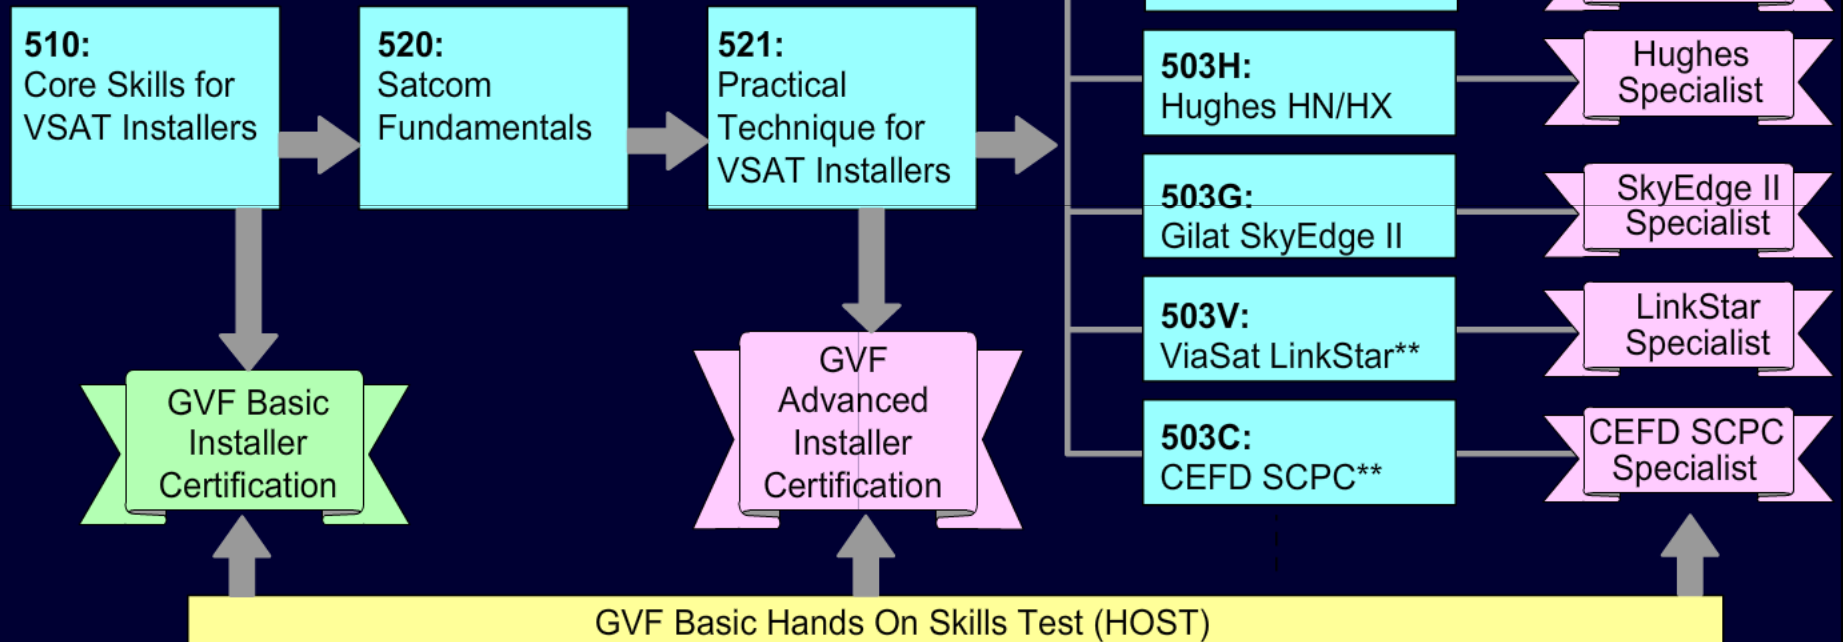 510:
Core Skills for
VSAT Installers
520:
Satcom
Fundamentals
521:
Practical
Technique for
VSAT Installers
503H:
Hughes HN/HX
Hughes
Specialist
503G:
Gilat SkyEdge II
SkyEdge II
Specialist
503V:
ViaSat LinkStar**
LinkStar
Specialist
503C:
CEFD SCPC**
CEFD SCPC
Specialist
GVF Basic
Installer
Certification
GVF
Advanced
Installer
Certification
GVF Basic Hands On Skills Test (HOST)